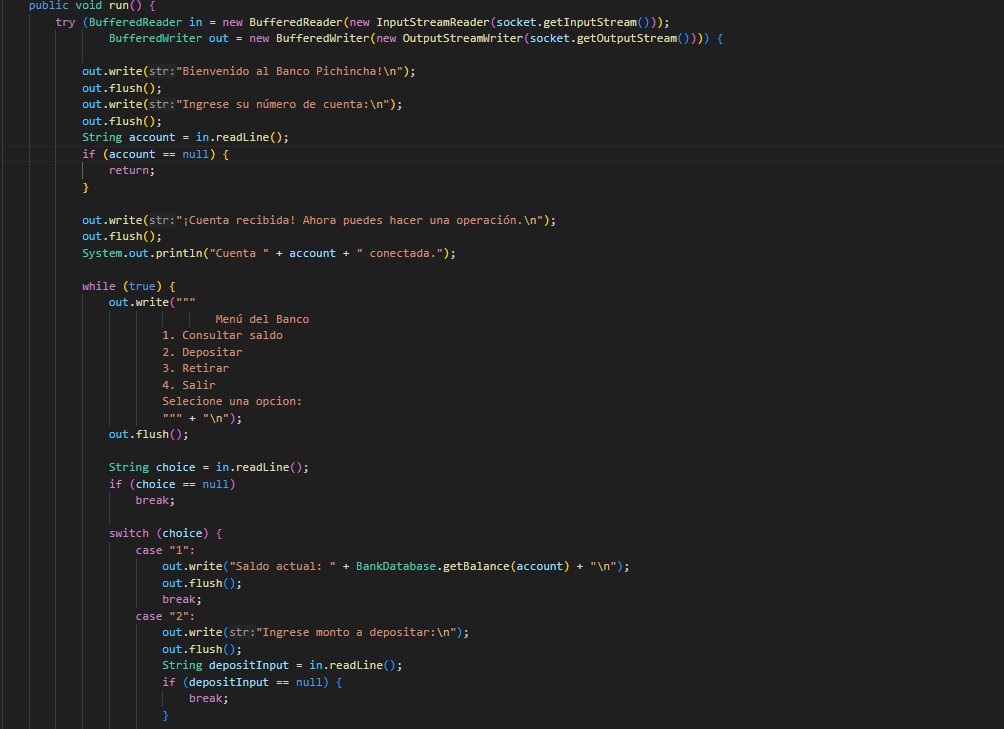 public void run() {
try (BufferedReader in = new BufferedReader(new InputStreamReader(socket.getInputStream()));
BufferedWriter out = new BufferedWriter(new OutputStreamWriter(socket.getOutputStream()))) {
out.write(str:"Bienvenido al Banco Pichincha!\n");
out.flush();
out.write(str:"Ingrese su número de cuenta:\n");
out.flush();
String account = in.readLine();
if (account == null) {
return;
}
out.write(str:"¡Cuenta recibida! Ahora puedes hacer una operación.\n");
out.flush();
System.out.println("Cuenta " + account + " conectada.");
while (true) {
out.write("""
Menú del Banco
1. Consultar saldo
2. Depositar
3. Retirar
4. Salir
Selecione una opcion:
""" + "\n");
out.flush();
String choice = in.readLine();
if (choice == null)
break;
switch (choice) {
case "1":
out.write("Saldo actual: " + BankDatabase.getBalance(account) + "\n");
out.flush();
break;
case "2":
out.write(str:"Ingrese monto a depositar:\n");
out.flush();
String depositInput = in.readLine();
if (depositInput == null) {
break;
}